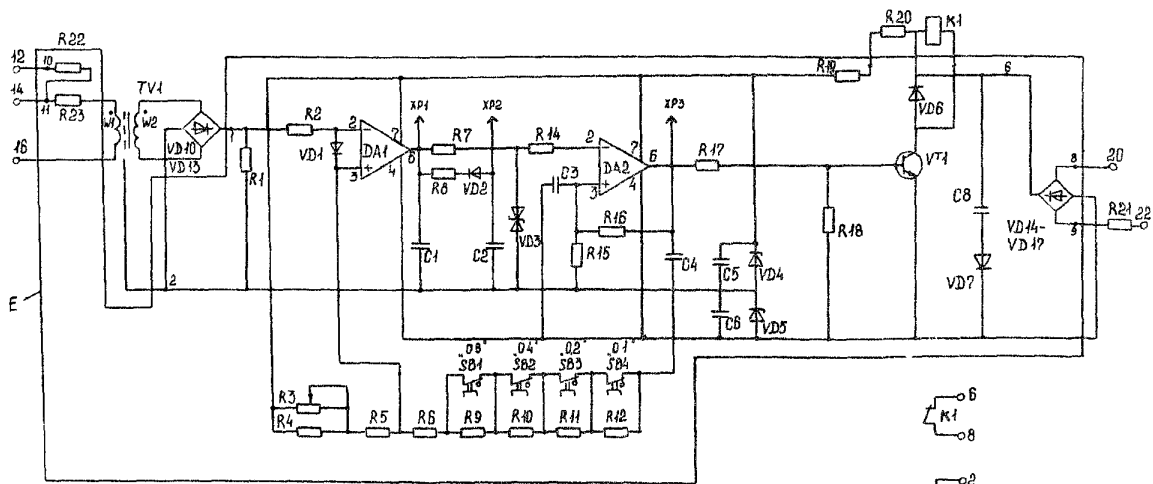 R22
12
10
14
11
R23
TV1
W1
W2
16
VD10
VD13
R1
R2
VD1
2
3
DA1
7
6
4
XP1
XP2
R7
R8
VD2
C1
C2
VD3
R14
2
3
DA2
7
6
4
C3
R16
R15
XP3
C4
R17
R18
C5
C6
VD4
VD5
R19
R20
K1
VD6
VT1
6
C8
VD7
VD14-
VD17
8
9
20
R21
22
E
2
"0.8"
SB1
"0.4"
SB2
"0.2"
SB3
"0.1"
SB4
R3
R4
R5
R6
R9
R10
R11
R12
K1
6
8
2